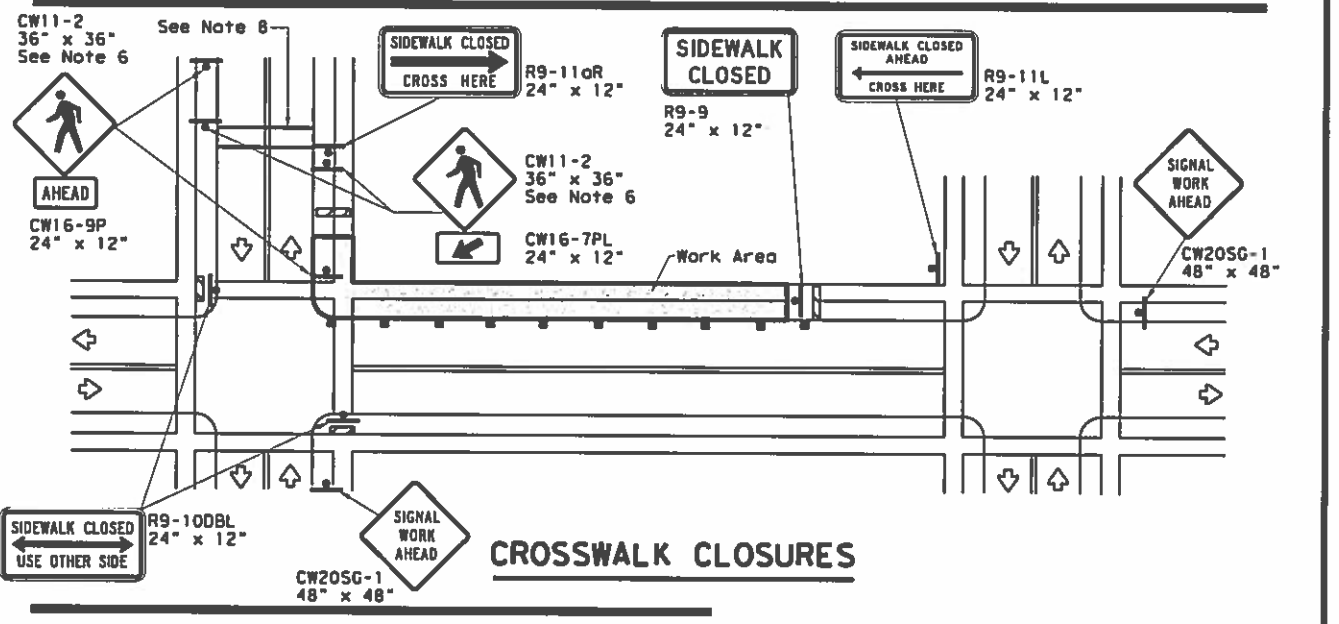 CW11-2
36" x 36"
See Note 6
See Note 8
SIDEWALK CLOSED
CROSS HERE
R9-11aR
24" x 12"
SIDEWALK
CLOSED
R9-9
24" x 12"
SIDEWALK CLOSED
AHEAD
CROSS HERE
R9-11L
24" x 12"
AHEAD
CW16-9P
24" x 12"
CW11-2
36" x 36"
See Note 6
CW16-7PL
24" x 12"
Work Area
SIGNAL
WORK
AHEAD
CW20SG-1
48" x 48"
SIDEWALK CLOSED
USE OTHER SIDE
R9-10DBL
24" x 12"
SIGNAL
WORK
AHEAD
CW20SG-1
48" x 48"
CROSSWALK CLOSURES